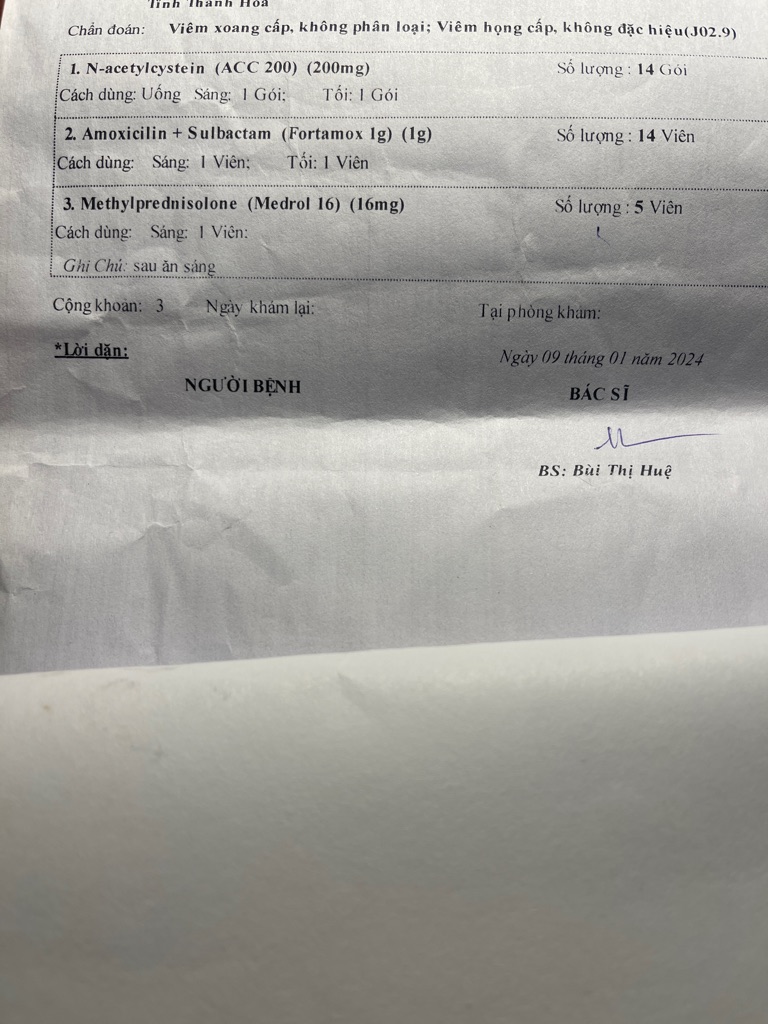 Tỉnh Thanh Hóa
Chẩn đoán: Viêm xoang cấp, không phân loại; Viêm họng cấp, không đặc hiệu(J02.9)
1. N-acetylcystein (ACC 200) (200mg) Số lượng : 14 Gói
Cách dùng: Uống Sáng: 1 Gói; Tối: 1 Gói
2. Amoxicilin + Sulbactam (Fortamox 1g) (1g) Số lượng : 14 Viên
Cách dùng: Sáng: 1 Viên; Tối: 1 Viên
3. Methylprednisolone (Medrol 16) (16mg) Số lượng : 5 Viên
Cách dùng: Sáng: 1 Viên:
Ghi Chú: sau ăn sáng
Cộng khoản: 3 Ngày khám lại: Tại phòng khám:
*Lời dặn:
Ngày 09 tháng 01 năm 2024
NGƯỜI BỆNH BÁC SĨ
BS: Bùi Thị Huệ